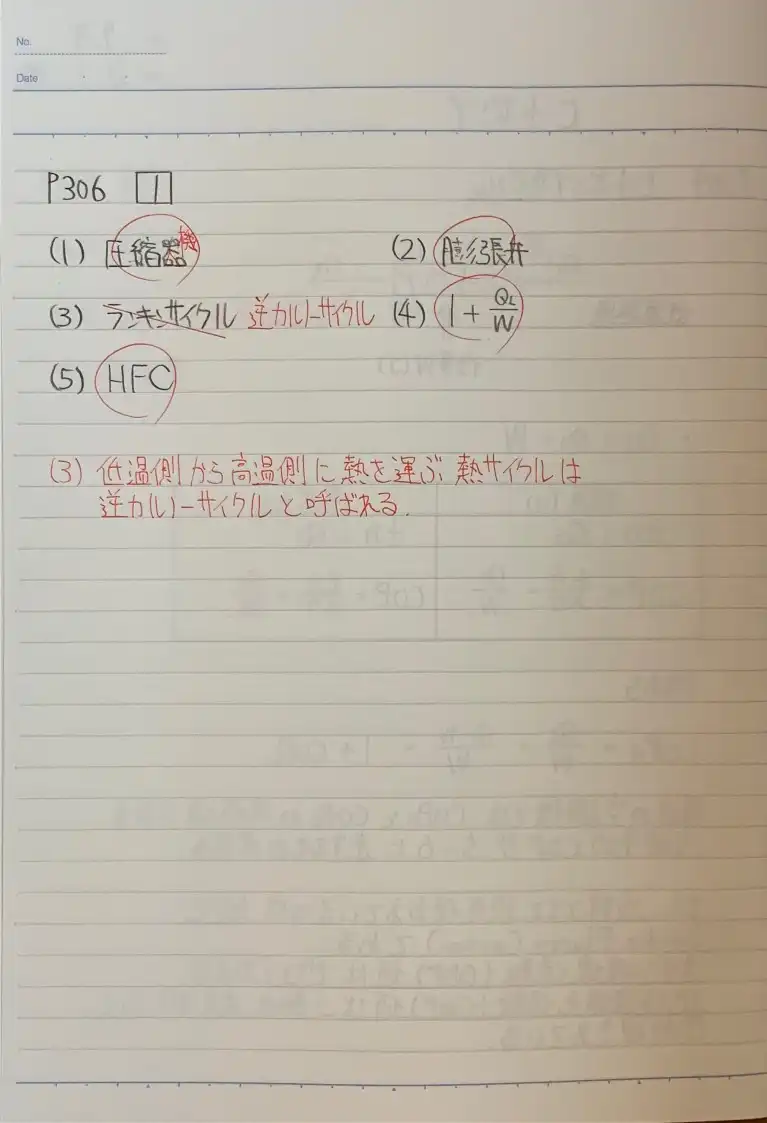 No.
Date
P306 1
(1) 圧縮器機 (2) 膨張弁
(3) ランキンサイクル 逆カルノーサイクル (4) 1 + QL/W
(5) HFC
(3) 低温側から高温側に熱を運ぶ熱サイクルは
逆カルノーサイクルと呼ばれる.